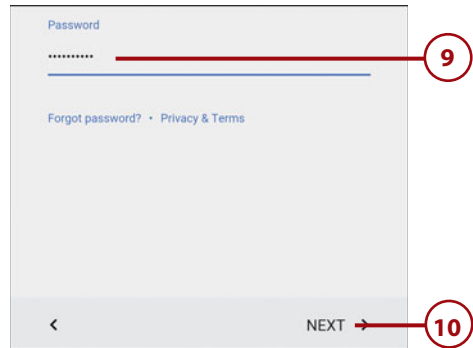 Password
••••••••••
9
Forgot password? • Privacy & Terms
NEXT
10